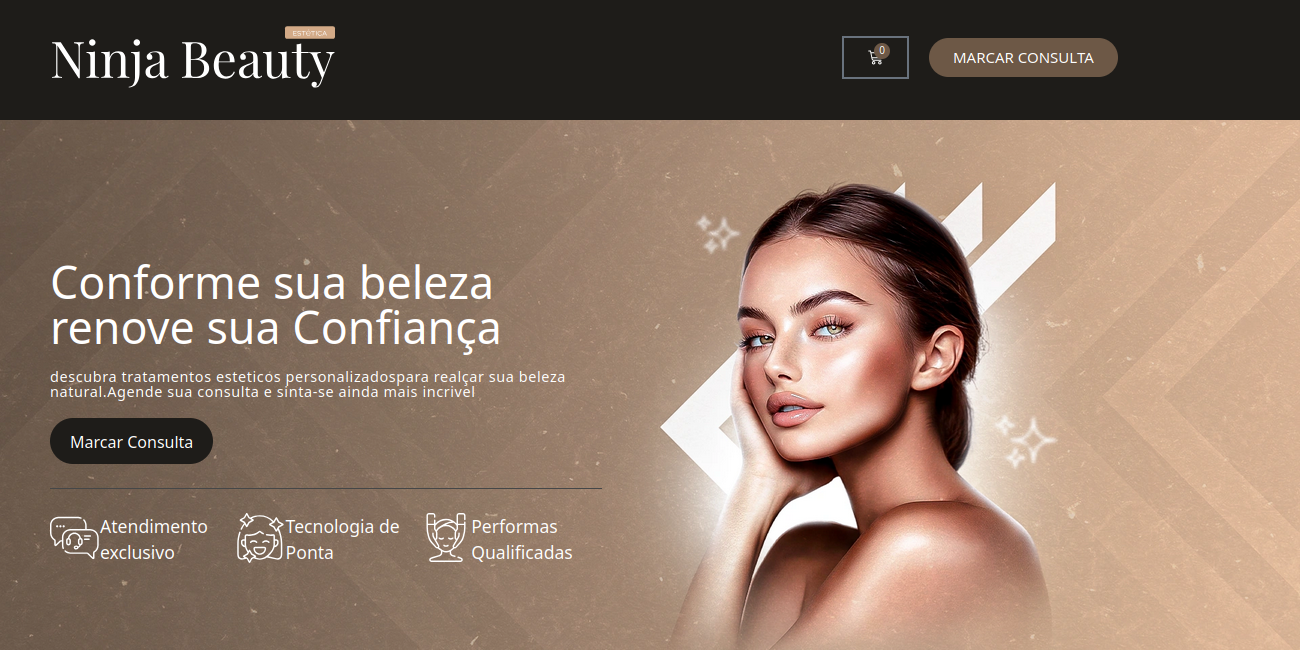 ESTÉTICA
Ninja Beauty
0
MARCAR CONSULTA
Conforme sua beleza
renove sua Confiança
descubra tratamentos esteticos personalizadospara realçar sua beleza
natural.Agende sua consulta e sinta-se ainda mais incrivel
Marcar Consulta
Atendimento
exclusivo
Tecnologia de
Ponta
Performas
Qualificadas